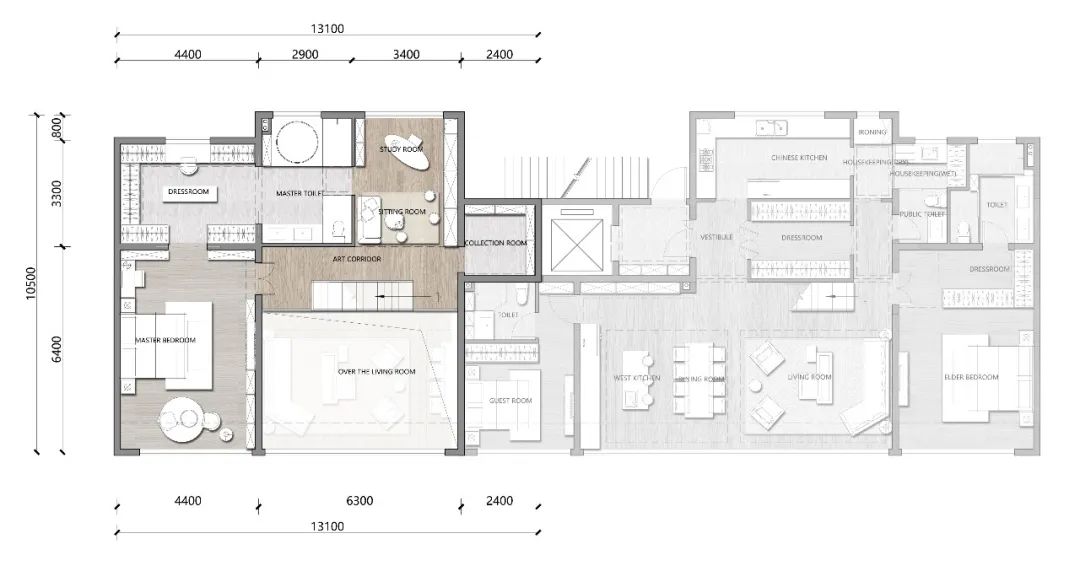 13100
4400 2900 3400 2400
800
3300
6400
10500
IRONING
STUDY ROOM
CHINESE KITCHEN
HOUSEKEEPING(DRY)
HOUSEKEEPING(WET)
DRESSROOM
MASTER TOILET
SITTING ROOM
PUBLIC TOILET
TOILET
COLLECTION ROOM
VESTIBULE
DRESSROOM
ART CORRIDOR
DRESSROOM
TOILET
MASTER BEDROOM
OVER THE LIVING ROOM
WEST KITCHEN
DINING ROOM
LIVING ROOM
ELDER BEDROOM
GUEST ROOM
4400 6300 2400
13100